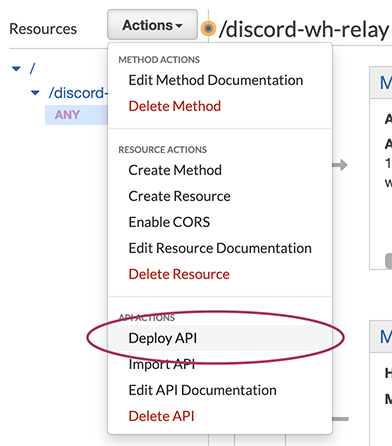 Resources
Actions
/discord-wh-relay
METHOD ACTIONS
Edit Method Documentation
Delete Method
RESOURCE ACTIONS
Create Method
Create Resource
Enable CORS
Edit Resource Documentation
Delete Resource
API ACTIONS
Deploy API
Import API
Edit API Documentation
Delete API
/
/discord-
ANY
M
A
A
1
w
M
H
M